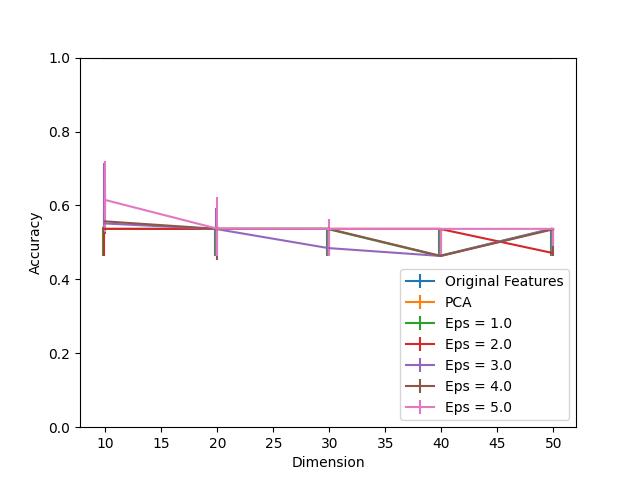 1.0
0.8
0.6
0.4
0.2
0.0
Accuracy
10 15 20 25 30 35 40 45 50
Dimension
Original Features
PCA
Eps = 1.0
Eps = 2.0
Eps = 3.0
Eps = 4.0
Eps = 5.0